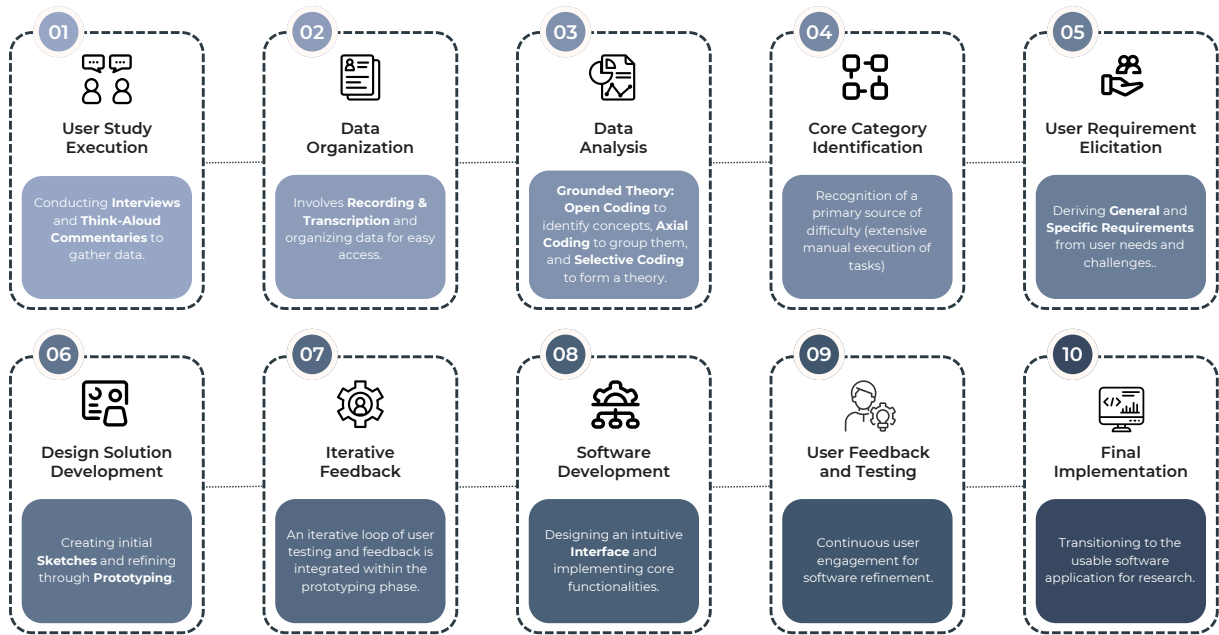 01
User Study
Execution
Conducting Interviews
and Think-Aloud
Commentaries to
gather data.
02
Data
Organization
Involves Recording &
Transcription and
organizing data for easy
access.
03
Data
Analysis
Grounded Theory:
Open Coding to
identify concepts, Axial
Coding to group them,
and Selective Coding
to form a theory.
04
Core Category
Identification
Recognition of a
primary source of
difficulty (extensive
manual execution of
tasks)
05
User Requirement
Elicitation
Deriving General and
Specific Requirements
from user needs and
challenges..
06
Design Solution
Development
Creating initial
Sketches and refining
through Prototyping.
07
Iterative
Feedback
An iterative loop of user
testing and feedback is
integrated within the
prototyping phase.
08
Software
Development
Designing an intuitive
Interface and
implementing core
functionalities.
09
User Feedback
and Testing
Continuous user
engagement for
software refinement.
10
Final
Implementation
Transitioning to the
usable software
application for research.